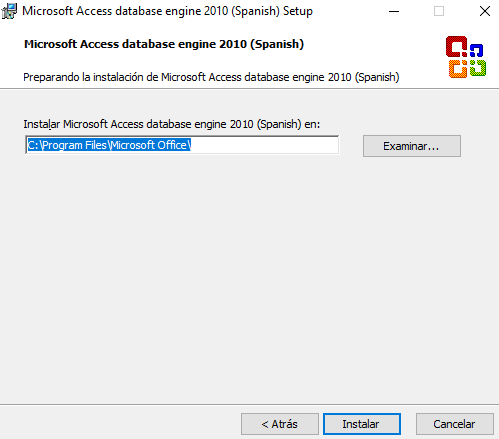 Microsoft Access database engine 2010 (Spanish) Setup
Microsoft Access database engine 2010 (Spanish)
Preparando la instalación de Microsoft Access database engine 2010 (Spanish)
Instalar Microsoft Access database engine 2010 (Spanish) en:
C:\Program Files\Microsoft Office\
Examinar...
< Atrás
Instalar
Cancelar